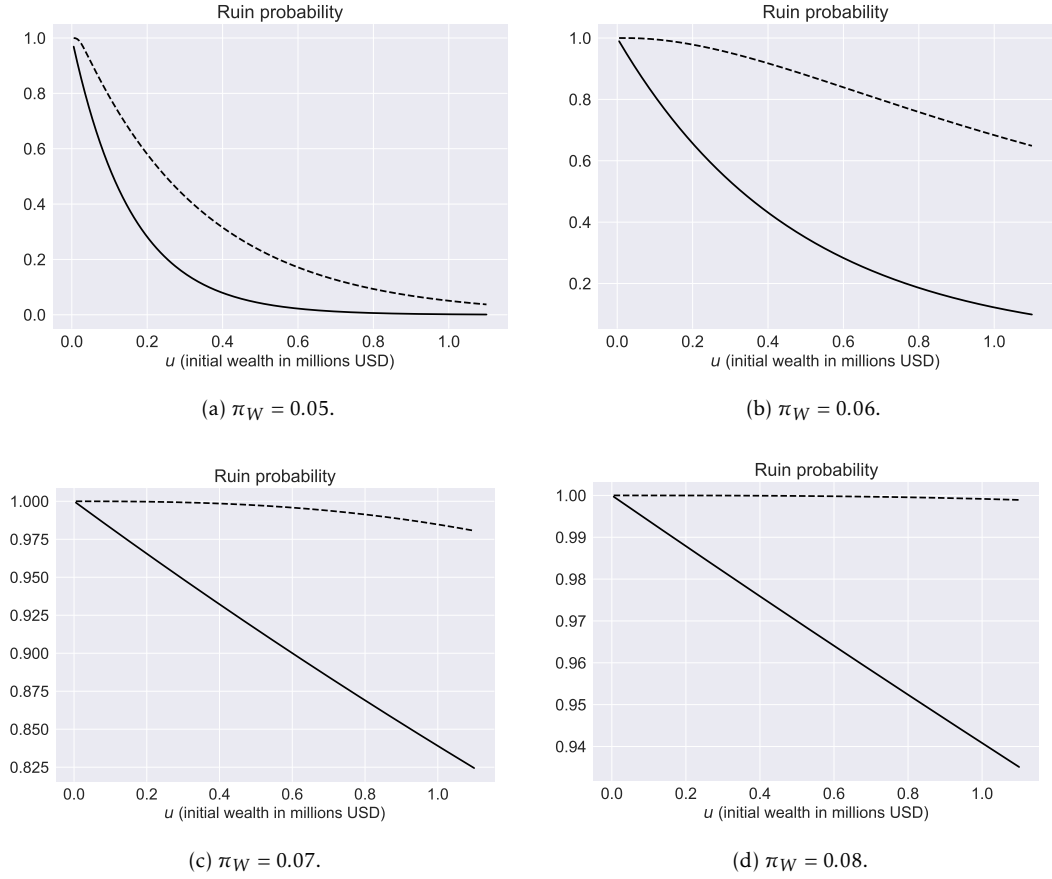 Ruin probability
1.0
0.8
0.6
0.4
0.2
0.0
0.0 0.2 0.4 0.6 0.8 1.0
u (initial wealth in millions USD)
(a) π_W = 0.05.
Ruin probability
1.0
0.8
0.6
0.4
0.2
0.0 0.2 0.4 0.6 0.8 1.0
u (initial wealth in millions USD)
(b) π_W = 0.06.
Ruin probability
1.000
0.975
0.950
0.925
0.900
0.875
0.850
0.825
0.0 0.2 0.4 0.6 0.8 1.0
u (initial wealth in millions USD)
(c) π_W = 0.07.
Ruin probability
1.00
0.99
0.98
0.97
0.96
0.95
0.94
0.0 0.2 0.4 0.6 0.8 1.0
u (initial wealth in millions USD)
(d) π_W = 0.08.